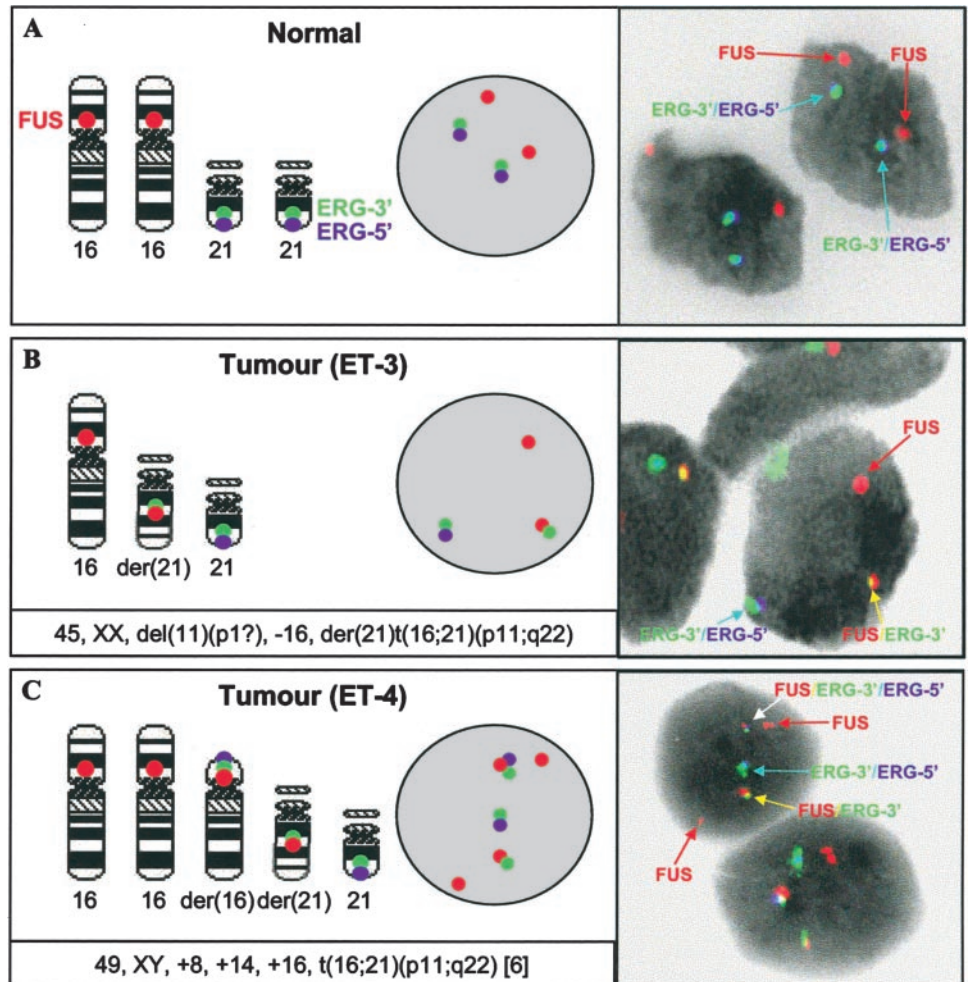 A
Normal
FUS
16 16 21 21
ERG-3'
ERG-5'
FUS FUS
ERG-3'/ERG-5'
ERG-3'/ERG-5'
B
Tumour (ET-3)
16 der(21) 21
45, XX, del(11)(p1?), -16, der(21)t(16;21)(p11;q22)
FUS
ERG-3'/ERG-5' FUS/ERG-3'
C
Tumour (ET-4)
16 16 der(16) der(21) 21
49, XY, +8, +14, +16, t(16;21)(p11;q22) [6]
FUS/ERG-3'/ERG-5'
FUS
ERG-3'/ERG-5'
FUS/ERG-3'
FUS